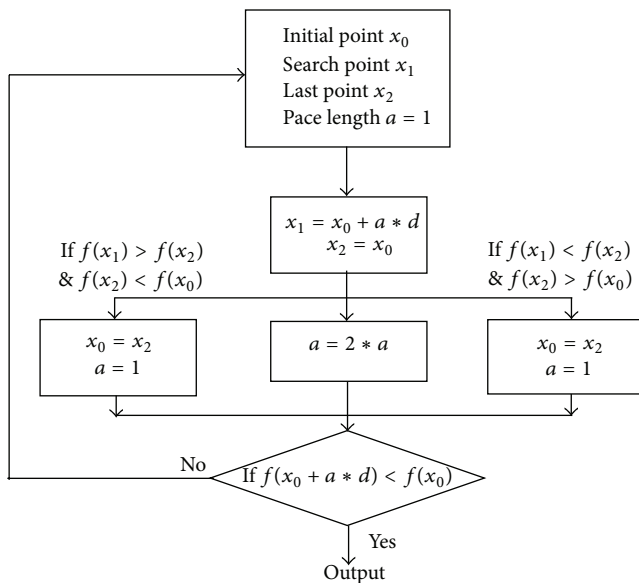 Initial point x₀
Search point x₁
Last point x₂
Pace length a = 1
x₁ = x₀ + a ∗ d
x₂ = x₀
If f(x₁) > f(x₂)
& f(x₂) < f(x₀)
If f(x₁) < f(x₂)
& f(x₂) > f(x₀)
x₀ = x₂
a = 1
a = 2 ∗ a
x₀ = x₂
a = 1
No
If f(x₀ + a ∗ d) < f(x₀)
Yes
Output